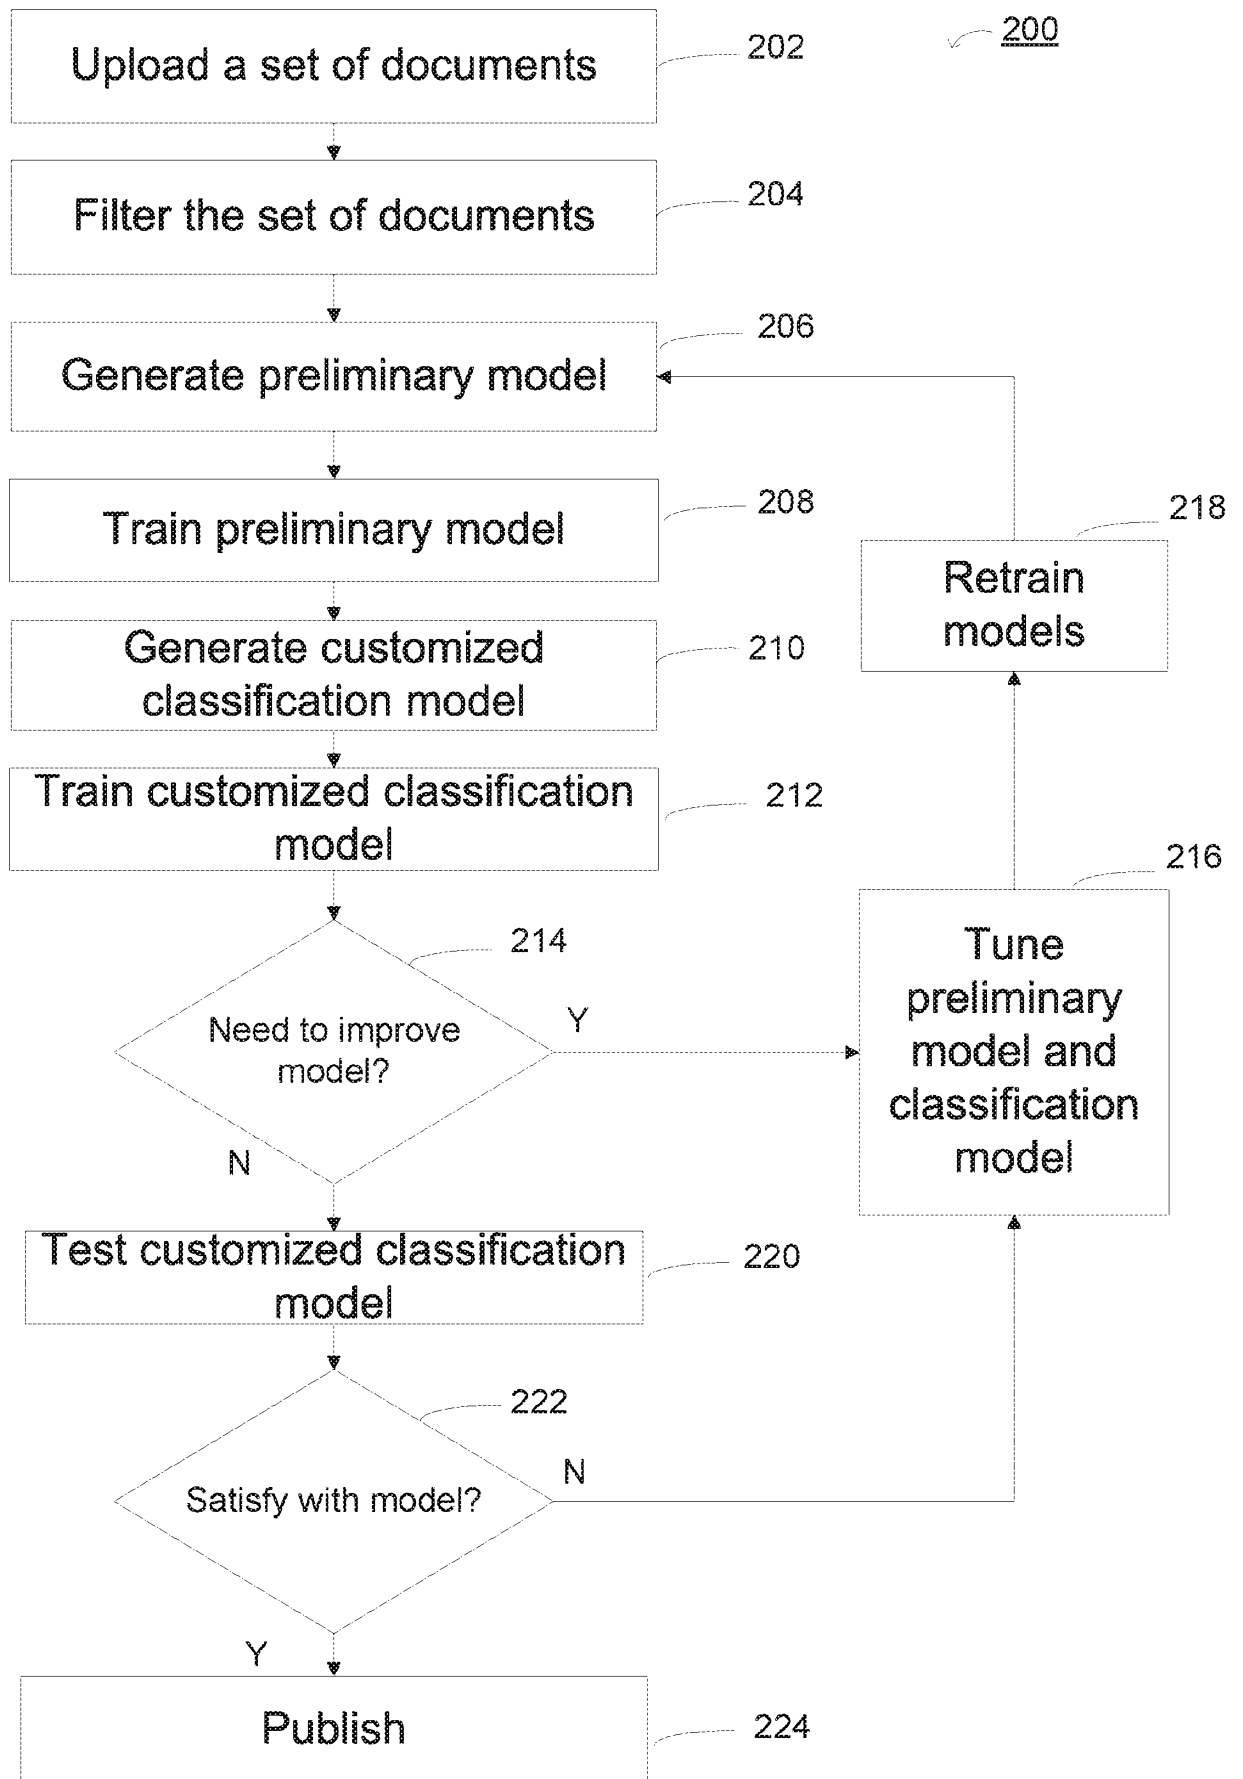 200
Upload a set of documents
202
Filter the set of documents
204
Generate preliminary model
206
Train preliminary model
208
Generate customized
classification model
210
Train customized classification
model
212
Need to improve
model?
214
Y
N
Tune
preliminary
model and
classification
model
216
Retrain
models
218
Test customized classification
model
220
Satisfy with model?
222
N
Y
Publish
224